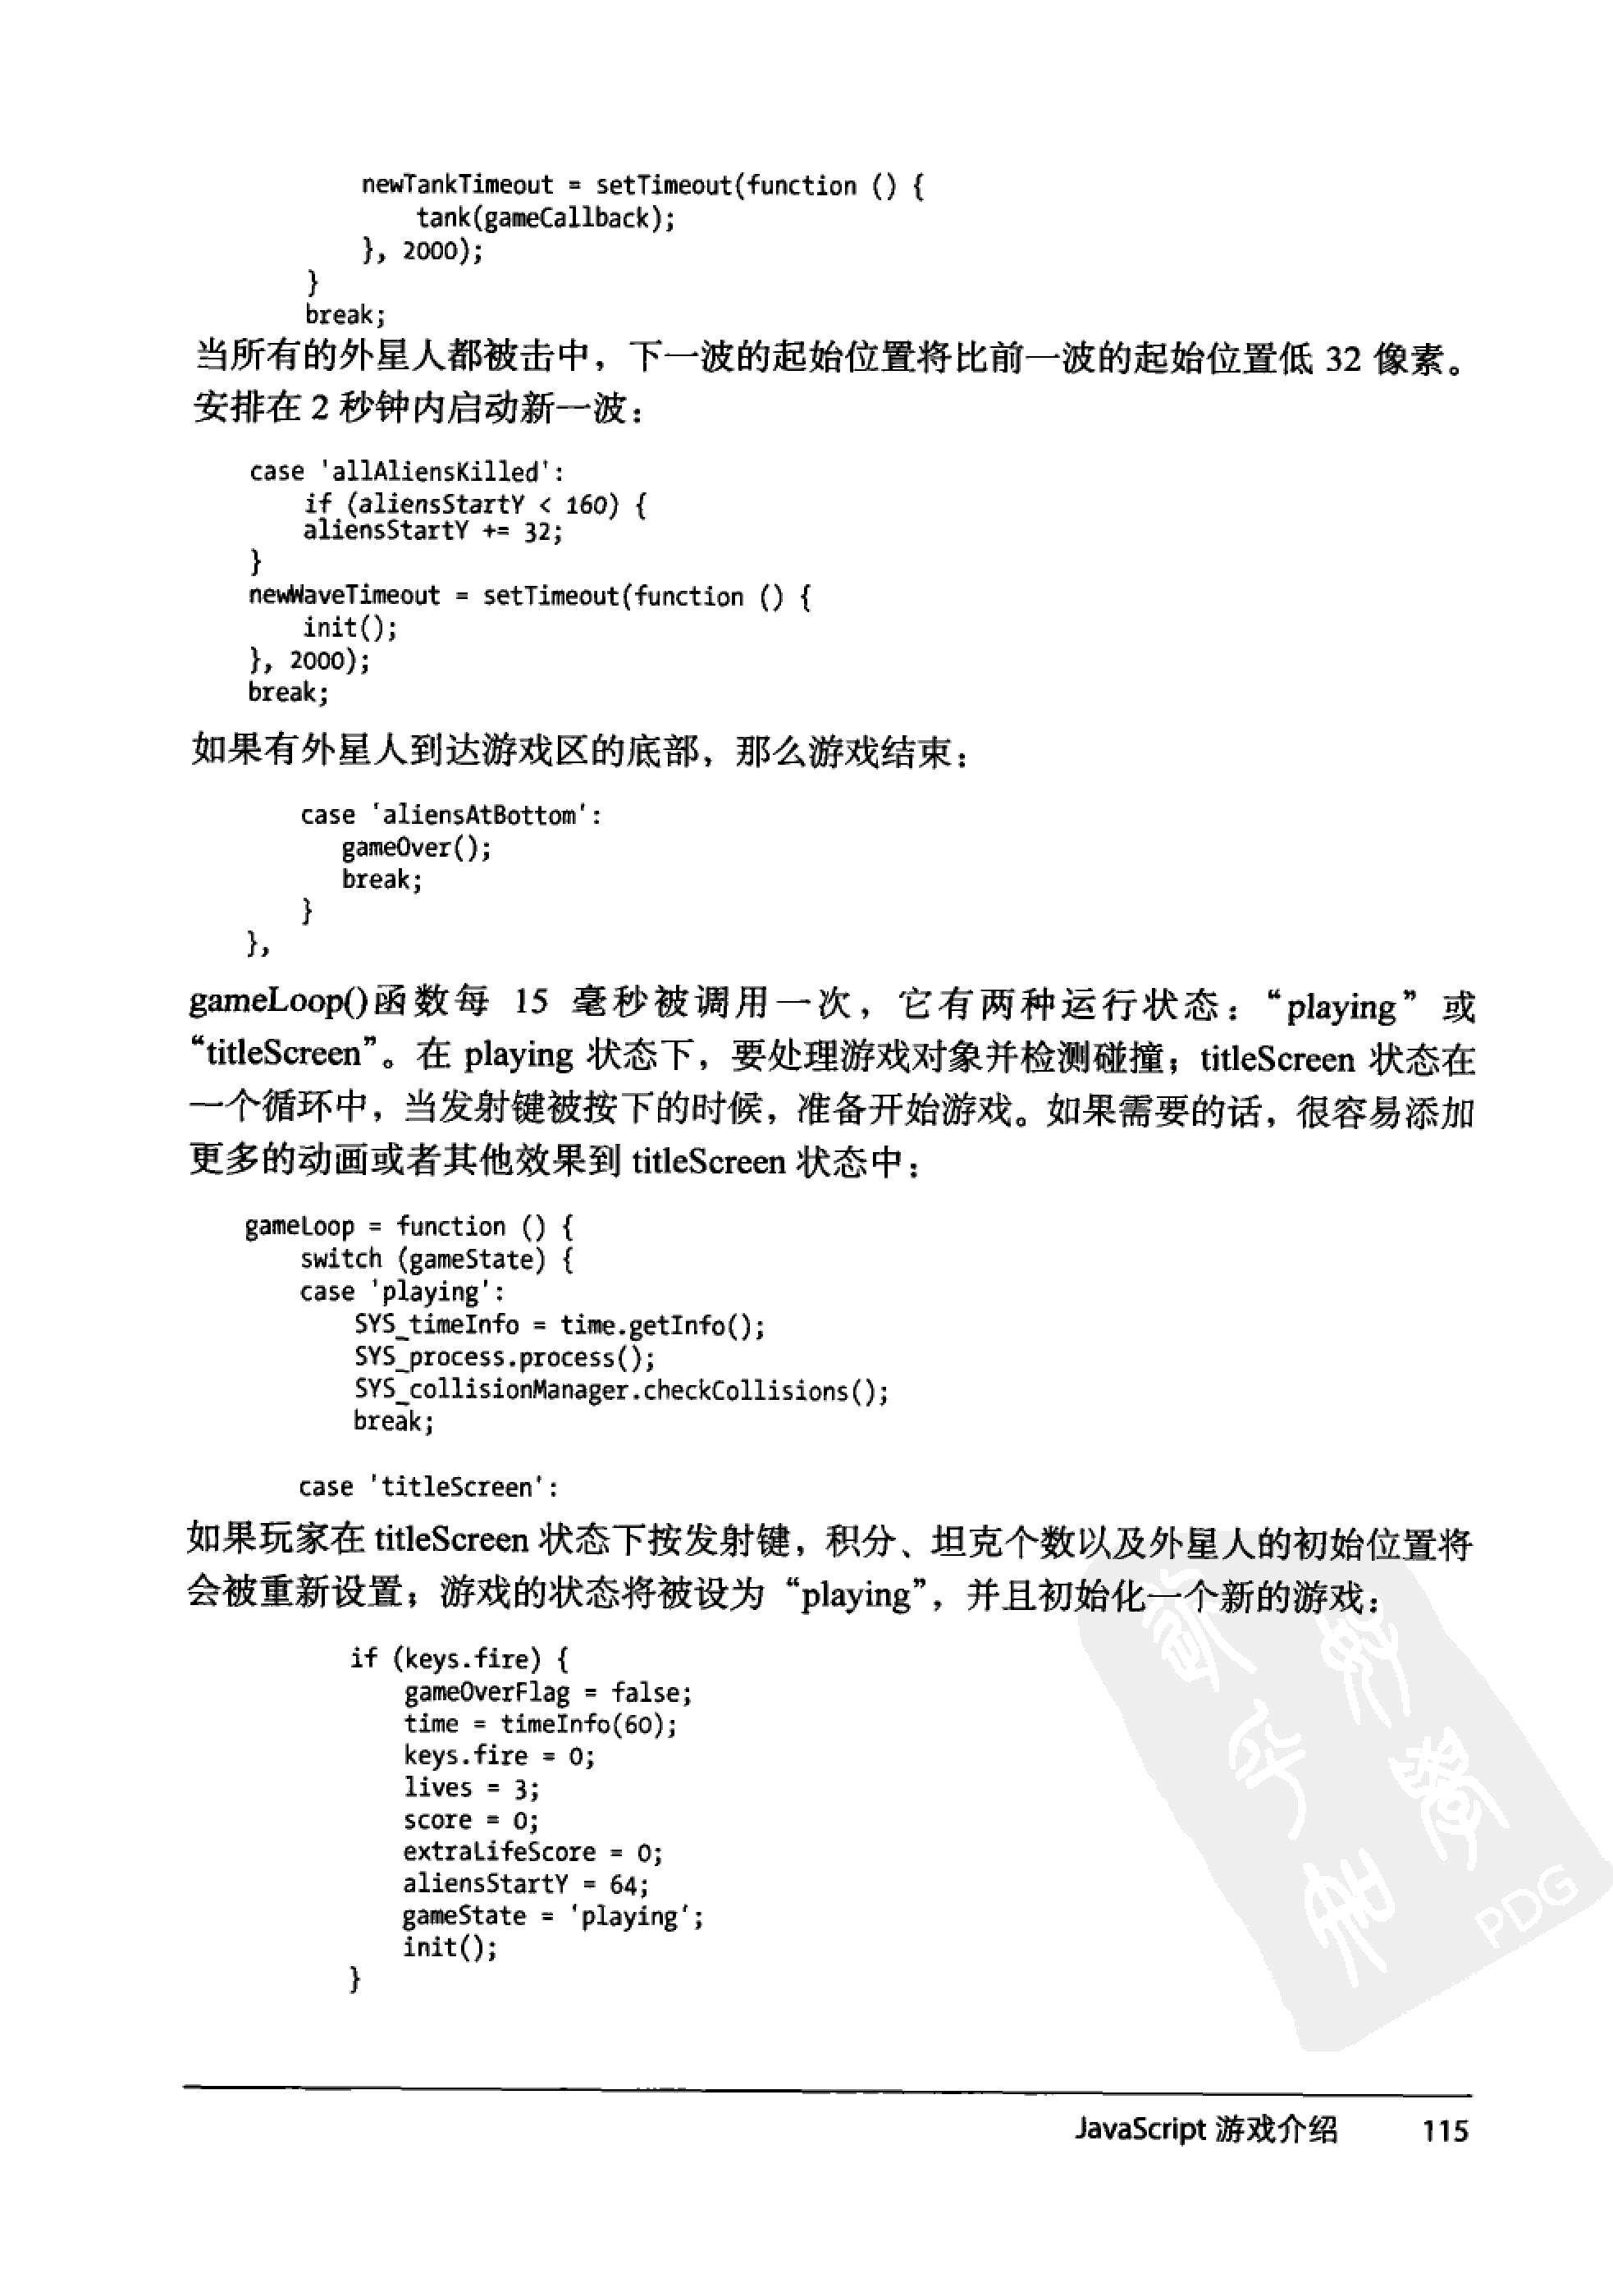 newTankTimeout = setTimeout(function () {
tank(gameCallback);
}, 2000);
}
break;
当所有的外星人都被击中，下一波的起始位置将比前一波的起始位置低 32 像素。
安排在 2 秒钟内启动新一波：
case 'allAliensKilled':
if (aliensStartY < 160) {
aliensStartY += 32;
}
newWaveTimeout = setTimeout(function () {
init();
}, 2000);
break;
如果有外星人到达游戏区的底部，那么游戏结束：
case 'aliensAtBottom':
gameOver();
break;
}
},
gameLoop()函数每 15 毫秒被调用一次，它有两种运行状态：“playing”或
“titleScreen”。在 playing 状态下，要处理游戏对象并检测碰撞；titleScreen 状态在
一个循环中，当发射键被按下的时候，准备开始游戏。如果需要的话，很容易添加
更多的动画或者其他效果到 titleScreen 状态中：
gameLoop = function () {
switch (gameState) {
case 'playing':
SYS_timeInfo = time.getInfo();
SYS_process.process();
SYS_collisionManager.checkCollisions();
break;
case 'titleScreen':
如果玩家在 titleScreen 状态下按发射键，积分、坦克个数以及外星人的初始位置将
会被重新设置；游戏的状态将被设为“playing”，并且初始化一个新的游戏：
if (keys.fire) {
gameOverFlag = false;
time = timeInfo(60);
keys.fire = 0;
lives = 3;
score = 0;
extraLifeScore = 0;
aliensStartY = 64;
gameState = 'playing';
init();
}
PDG
JavaScript 游戏介绍 115